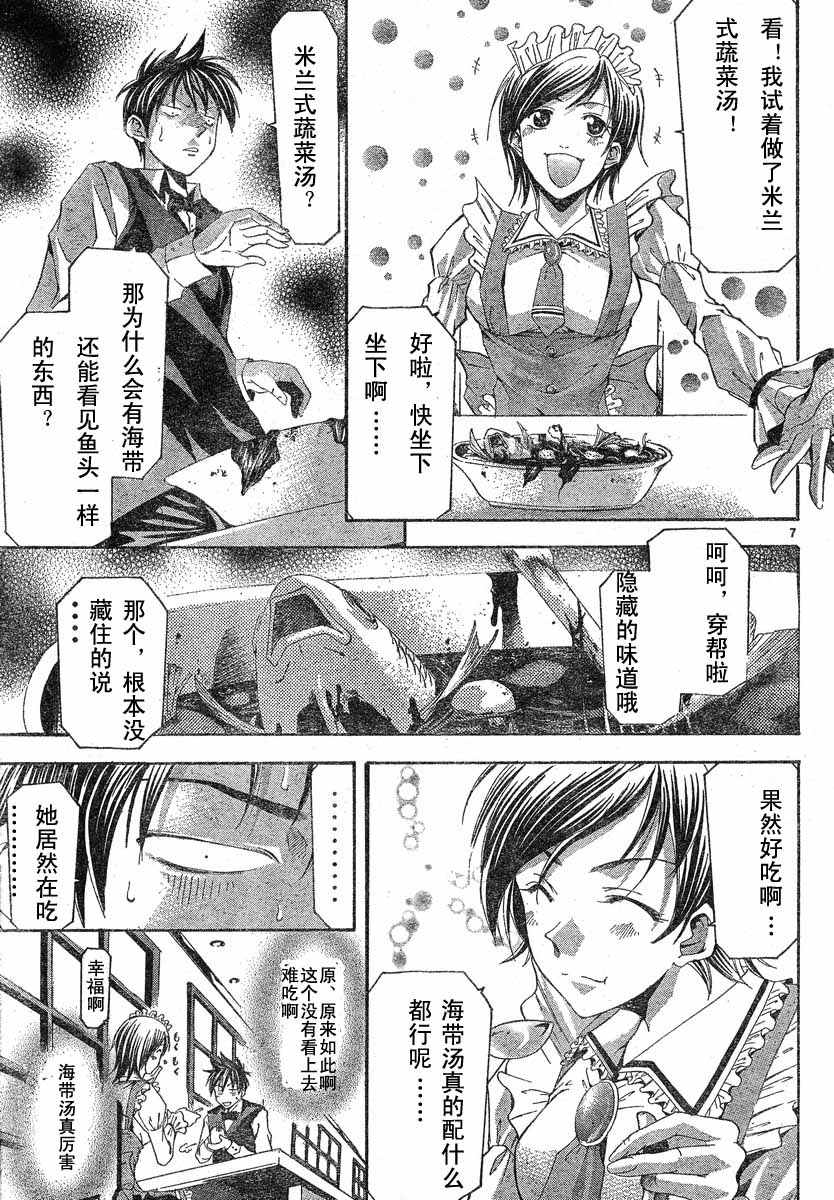 看！我试着做了米兰
式蔬菜汤！
好啦，快坐下
坐下啊……
米兰式蔬菜汤？
那为什么会有海带
还能看见鱼头一样
的东西？
7
呵呵，穿帮啦
隐藏的味道哦
那个，根本没
藏住的说
……
果然好吃啊…
海带汤真的配什么
都行呢……
…………
她居然在吃
…………
原、原来如此啊
这个没有看上去
难吃啊
幸福啊
海带汤真厉害